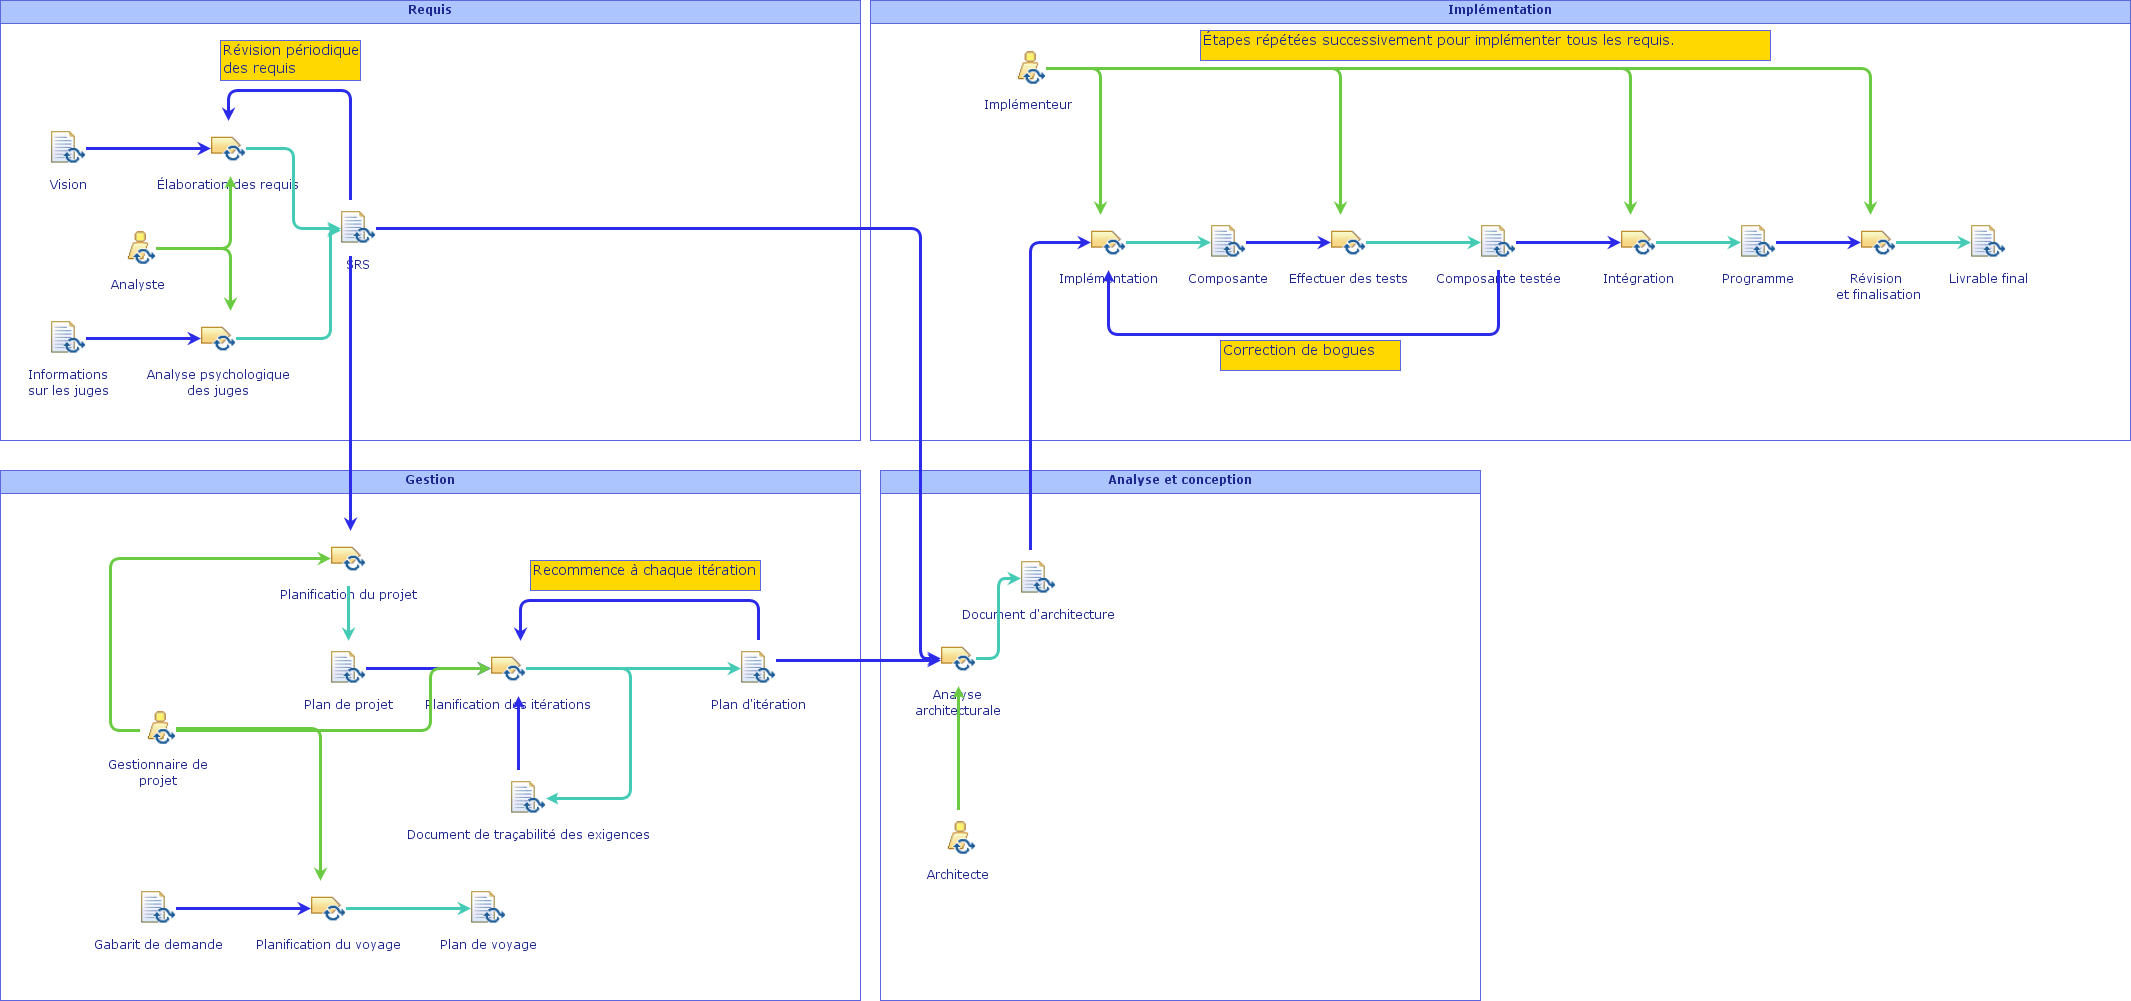 Requis
Révision périodique
des requis
Vision
Élaboration des requis
Analyste
SRS
Informations
sur les juges
Analyse psychologique
des juges
Implémentation
Étapes répétées successivement pour implémenter tous les requis.
Implémenteur
Implémentation
Composante
Effectuer des tests
Composante testée
Intégration
Programme
Révision
et finalisation
Livrable final
Correction de bogues
Gestion
Planification du projet
Recommence à chaque itération
Plan de projet
Planification des itérations
Plan d'itération
Gestionnaire de
projet
Document de traçabilité des exigences
Gabarit de demande
Planification du voyage
Plan de voyage
Analyse et conception
Document d'architecture
Analyse
architecturale
Architecte